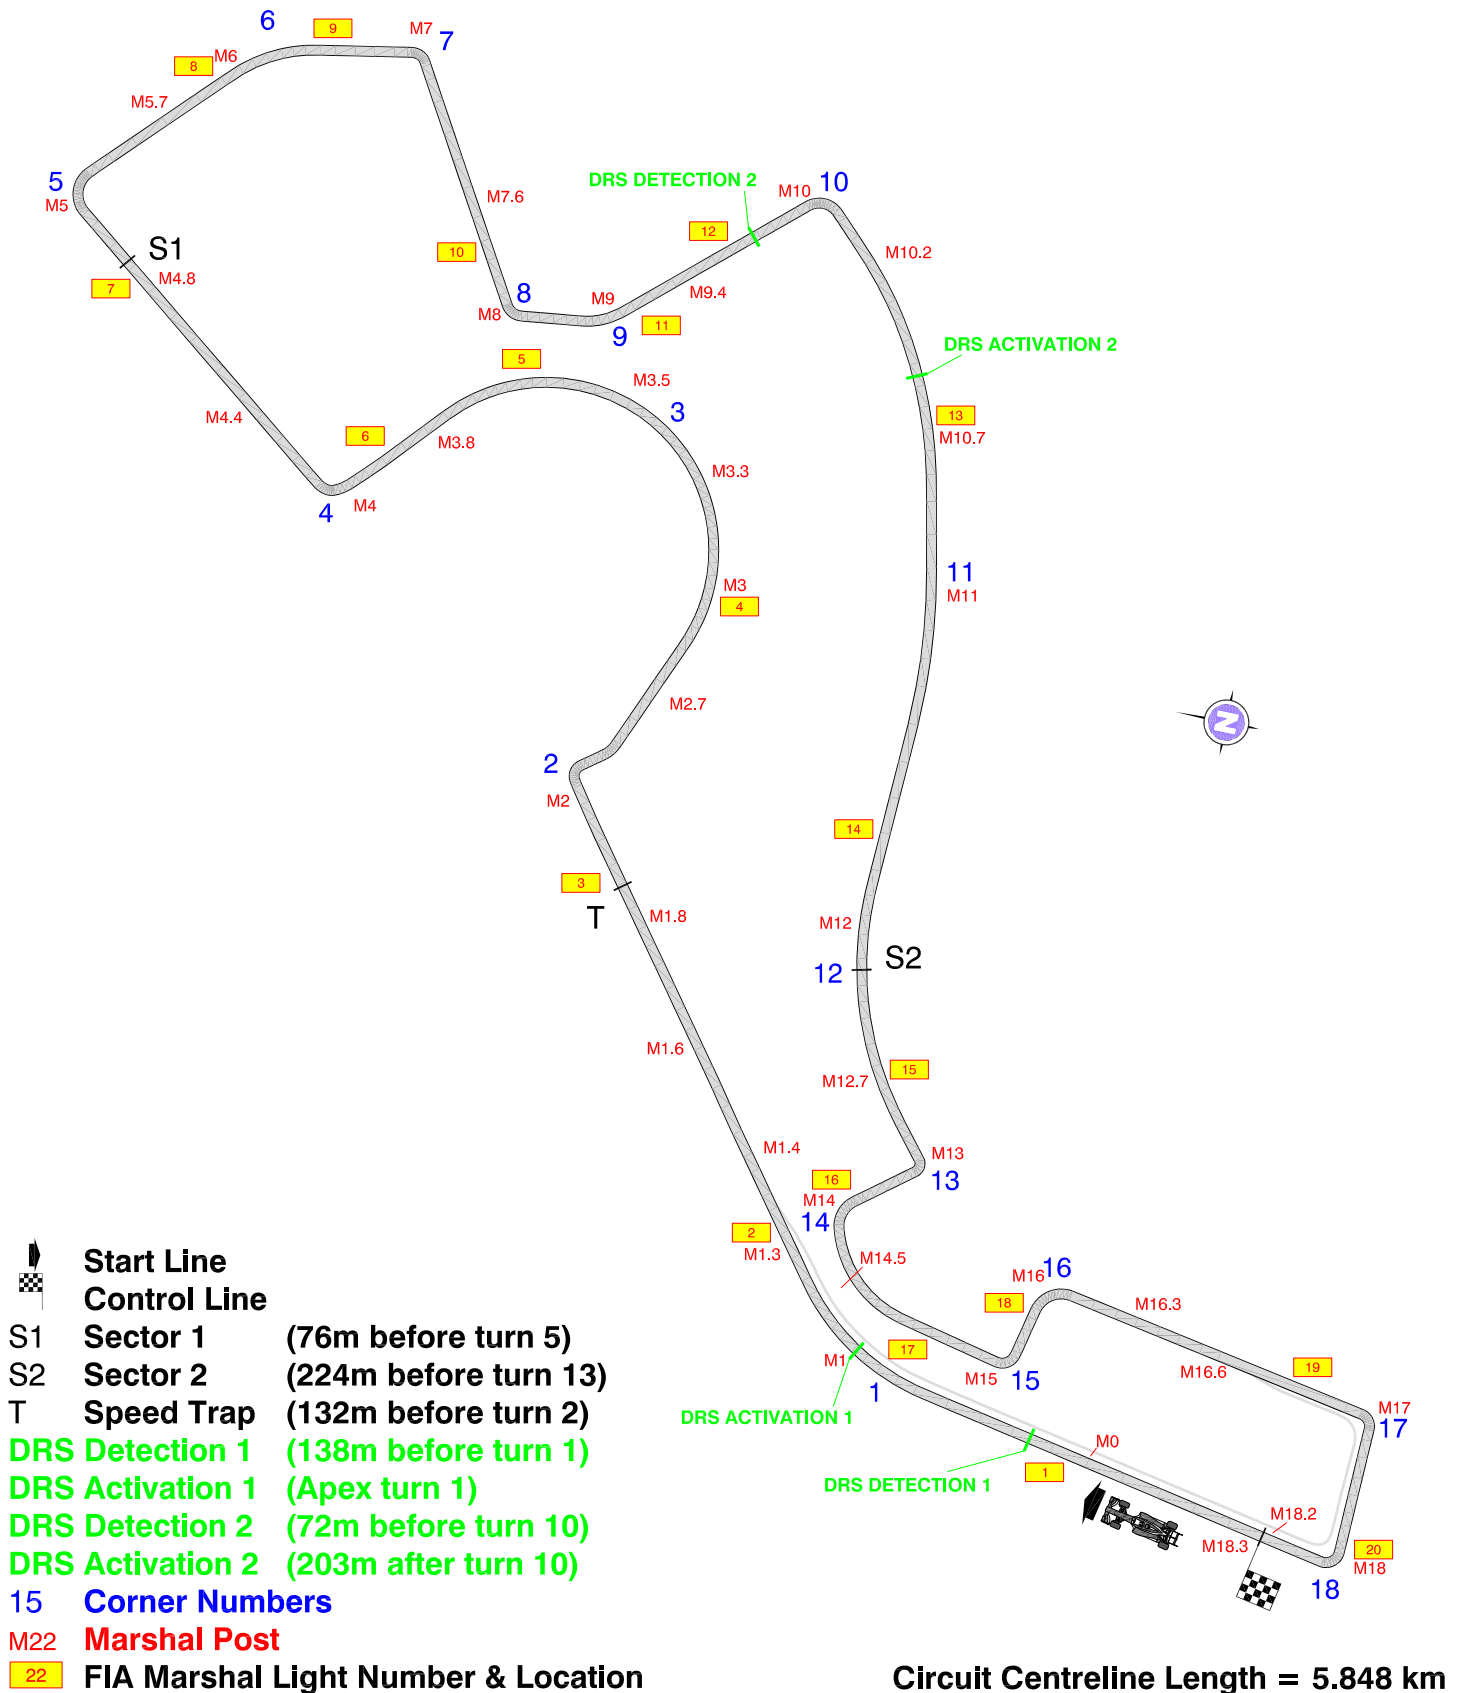 6
9
M7
7
M6
8
M5.7
5
M5
S1
M4.8
7
M7.6
10
8
M8
M9
9
11
M9.4
12
DRS DETECTION 2
M10
10
M10.2
DRS ACTIVATION 2
13
M10.7
5
M3.5
3
6
M3.8
M4.4
M4
4
M3.3
M3
4
11
M11
M2.7
N
2
M2
3
T
M1.8
14
M12
12
S2
M1.6
15
M12.7
M1.4
M13
13
16
M14
14
2
M1.3
M14.5
M16
16
18
M16.3
17
M1
1
M15
15
M16.6
19
M17
17
DRS ACTIVATION 1
M0
DRS DETECTION 1
1
M18.2
M18.3
20
M18
18
Start Line
Control Line
S1 Sector 1 (76m before turn 5)
S2 Sector 2 (224m before turn 13)
T Speed Trap (132m before turn 2)
DRS Detection 1 (138m before turn 1)
DRS Activation 1 (Apex turn 1)
DRS Detection 2 (72m before turn 10)
DRS Activation 2 (203m after turn 10)
15 Corner Numbers
M22 Marshal Post
22 FIA Marshal Light Number & Location
Circuit Centreline Length = 5.848 km